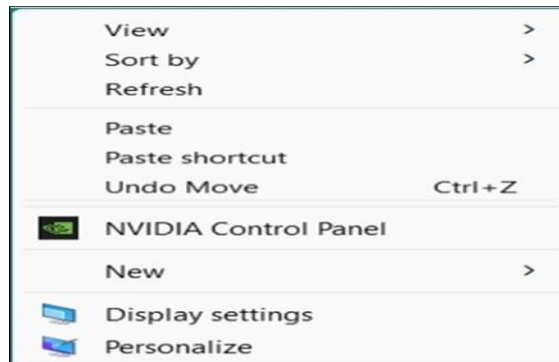 View >
Sort by >
Refresh
Paste
Paste shortcut
Undo Move Ctrl+Z
NVIDIA Control Panel
New >
Display settings
Personalize